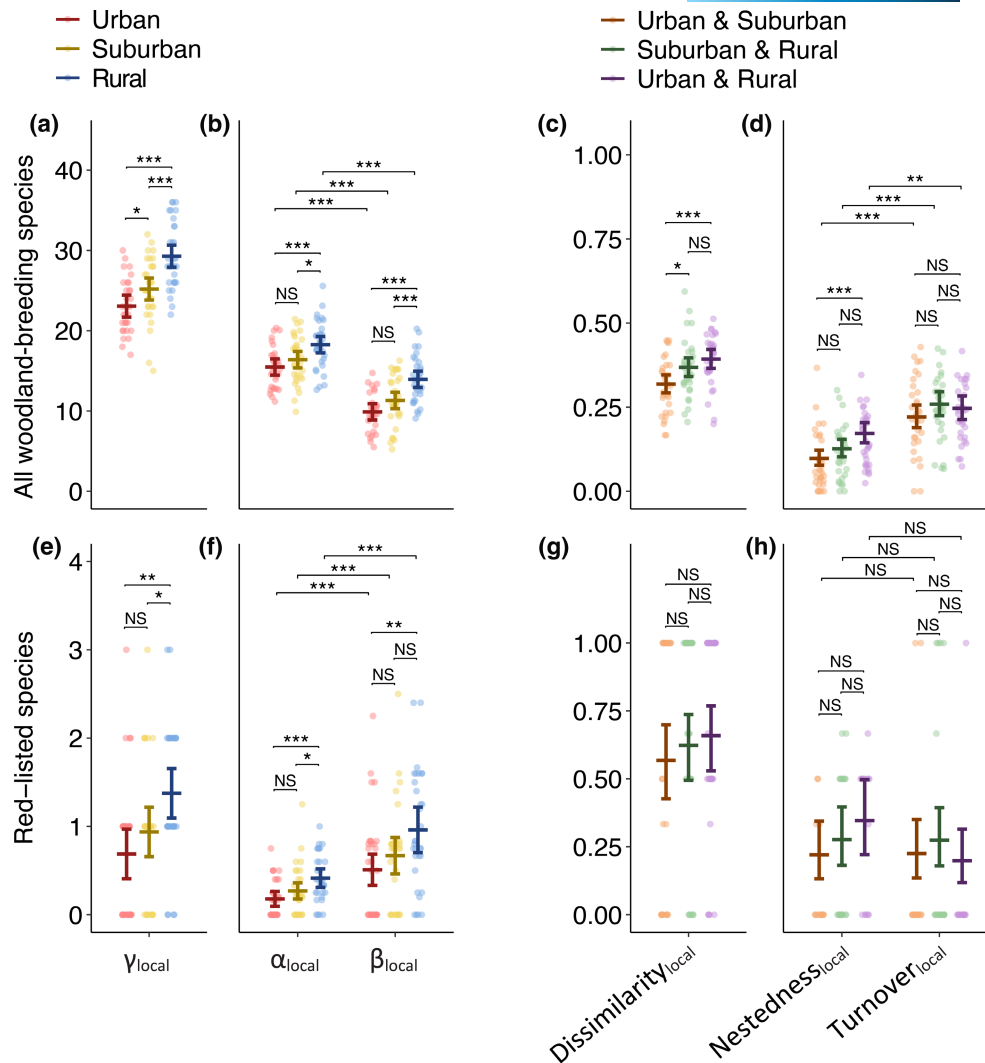 Urban
Suburban
Rural
Urban & Suburban
Suburban & Rural
Urban & Rural
(a)
(b)
(c)
(d)
All woodland-breeding species
40
30
20
10
0
***
***
*
***
***
***
***
*
NS
***
***
NS
1.00
0.75
0.50
0.25
0.00
***
NS
*
**
***
***
***
NS
NS
NS
NS
NS
(e)
(f)
(g)
(h)
Red-listed species
4
3
2
1
0
**
*
NS
***
***
***
***
*
NS
**
NS
NS
1.00
0.75
0.50
0.25
0.00
NS
NS
NS
NS
NS
NS
NS
NS
NS
NS
NS
NS
γlocal
αlocal
βlocal
Dissimilaritylocal
Nestednesslocal
Turnoverlocal